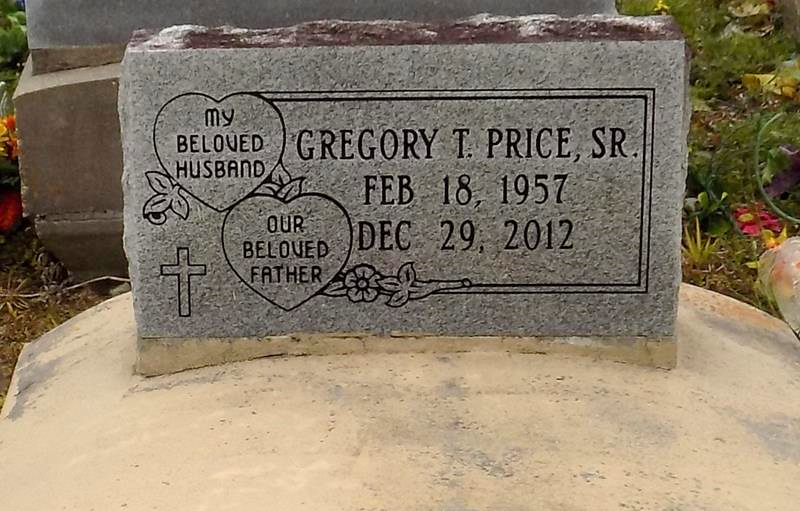 MY
BELOVED
HUSBAND
OUR
BELOVED
FATHER
GREGORY T. PRICE, SR.
FEB 18, 1957
DEC 29, 2012